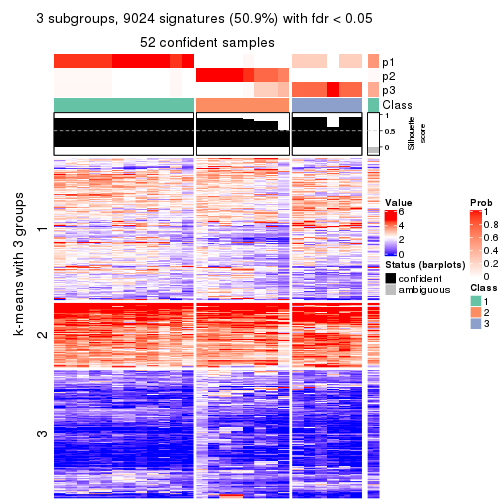 3 subgroups, 9024 signatures (50.9%) with fdr < 0.05
52 confident samples
p1
p2
p3
Class
1
0.5
0
Silhouette
score
k-means with 3 groups
1
2
3
Value
6
4
2
0
Status (barplots)
confident
ambiguous
Prob
1
0.8
0.6
0.4
0.2
0
Class
1
2
3